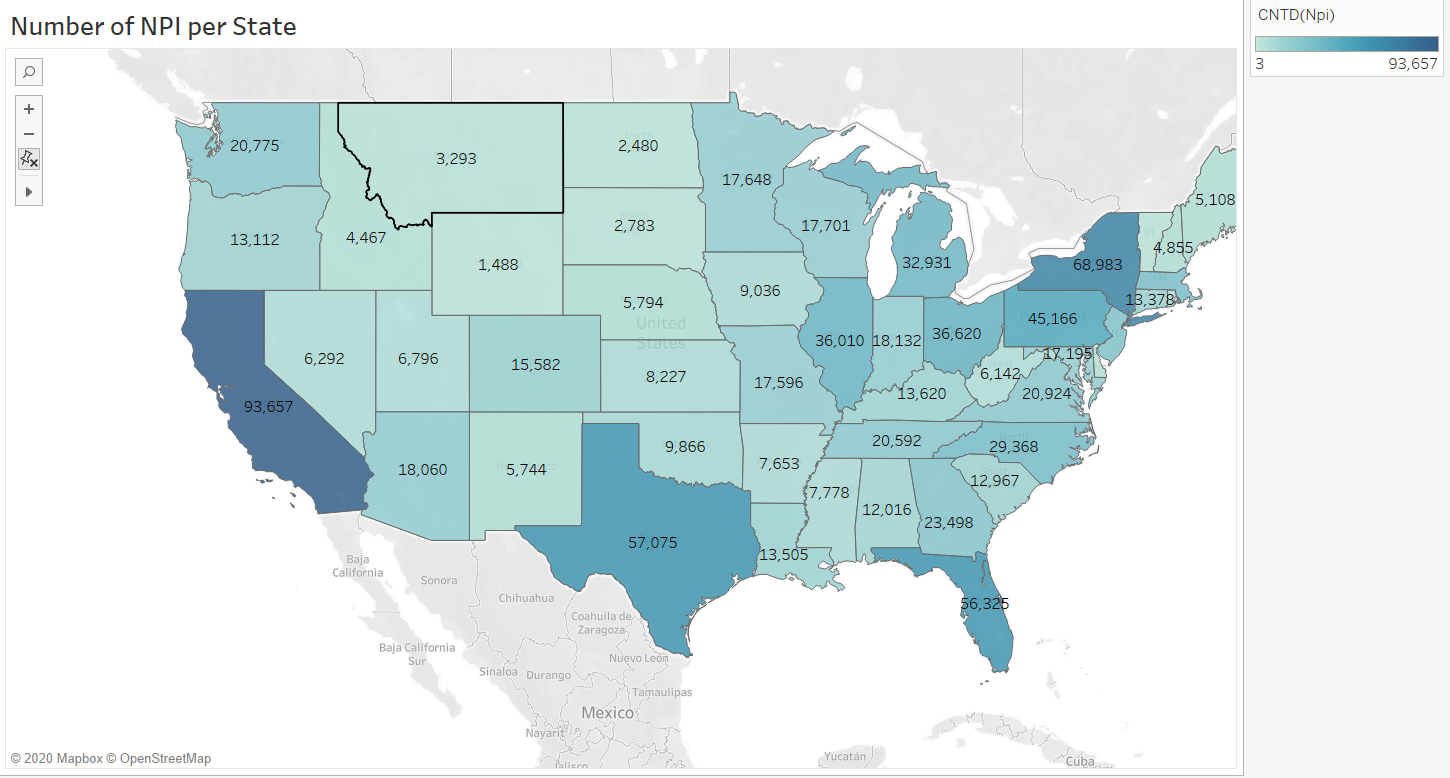 Number of NPI per State
CNTD(Npi)
3 93,657
20,775
3,293
2,480
17,648
5,108
13,112
4,467
2,783
17,701
4,855
1,488
32,931
68,983
9,036
13,378
5,794
45,166
United
States
36,010
18,132
36,620
6,292
6,796
15,582
17,195
8,227
17,596
6,142
93,657
13,620
20,924
9,866
20,592
29,368
18,060
5,744
7,653
12,967
7,778
12,016
23,498
57,075
13,505
Baja
California
Sonora
Chihuahua
56,325
Coahuila de
Zaragoza
Baja California
Sur
Nuevo León
Sinaloa
Durango
Tamaulipas
Mexico
Nayarit
Jalisco
Yucatán
Cuba
© 2020 Mapbox © OpenStreetMap